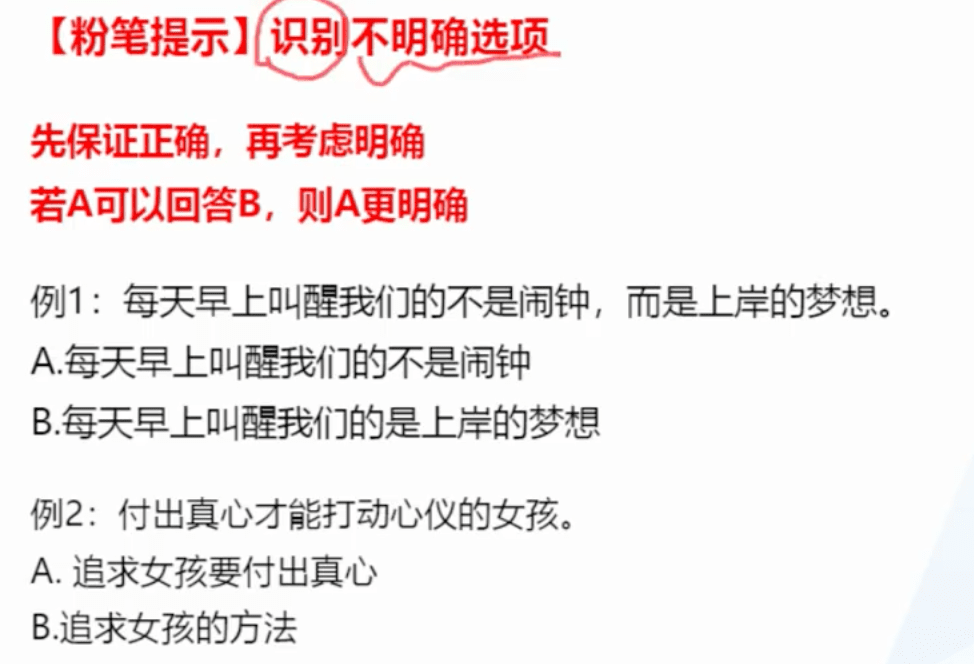 【粉笔提示】识别不明确选项
先保证正确，再考虑明确
若A可以回答B，则A更明确
例1：每天早上叫醒我们的不是闹钟，而是上岸的梦想。
A.每天早上叫醒我们的不是闹钟
B.每天早上叫醒我们的是上岸的梦想
例2：付出真心才能打动心仪的女孩。
A. 追求女孩要付出真心
B.追求女孩的方法